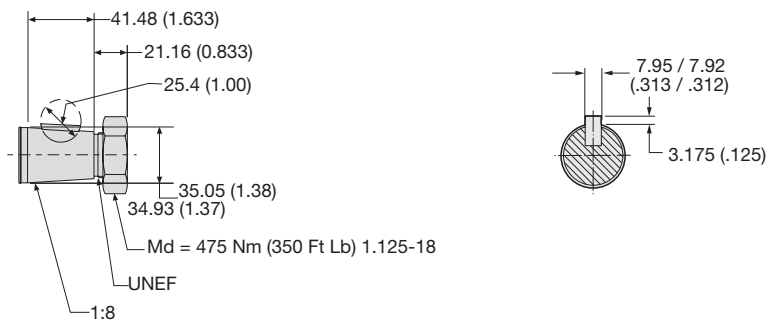 41.48 (1.633)
21.16 (0.833)
25.4 (1.00)
35.05 (1.38)
34.93 (1.37)
Md = 475 Nm (350 Ft Lb) 1.125-18
UNEF
1:8
7.95 / 7.92
(.313 / .312)
3.175 (.125)